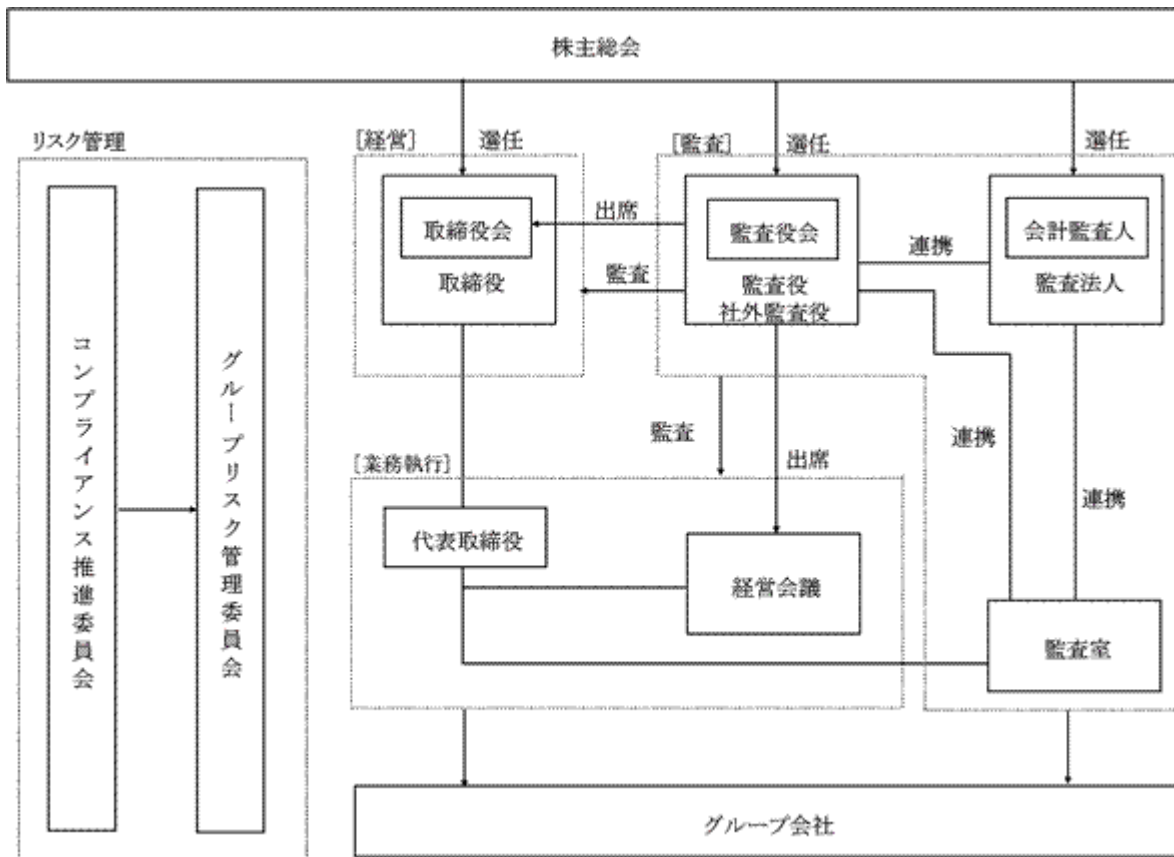 株主総会
リスク管理
[経営]
選任
[監査]
選任
選任
取締役会
取締役
出席
監査
監査役会
監査役
社外監査役
連携
会計監査人
監査法人
コンプライアンス推進委員会
グループリスク管理委員会
監査
出席
連携
連携
[業務執行]
代表取締役
経営会議
監査室
グループ会社